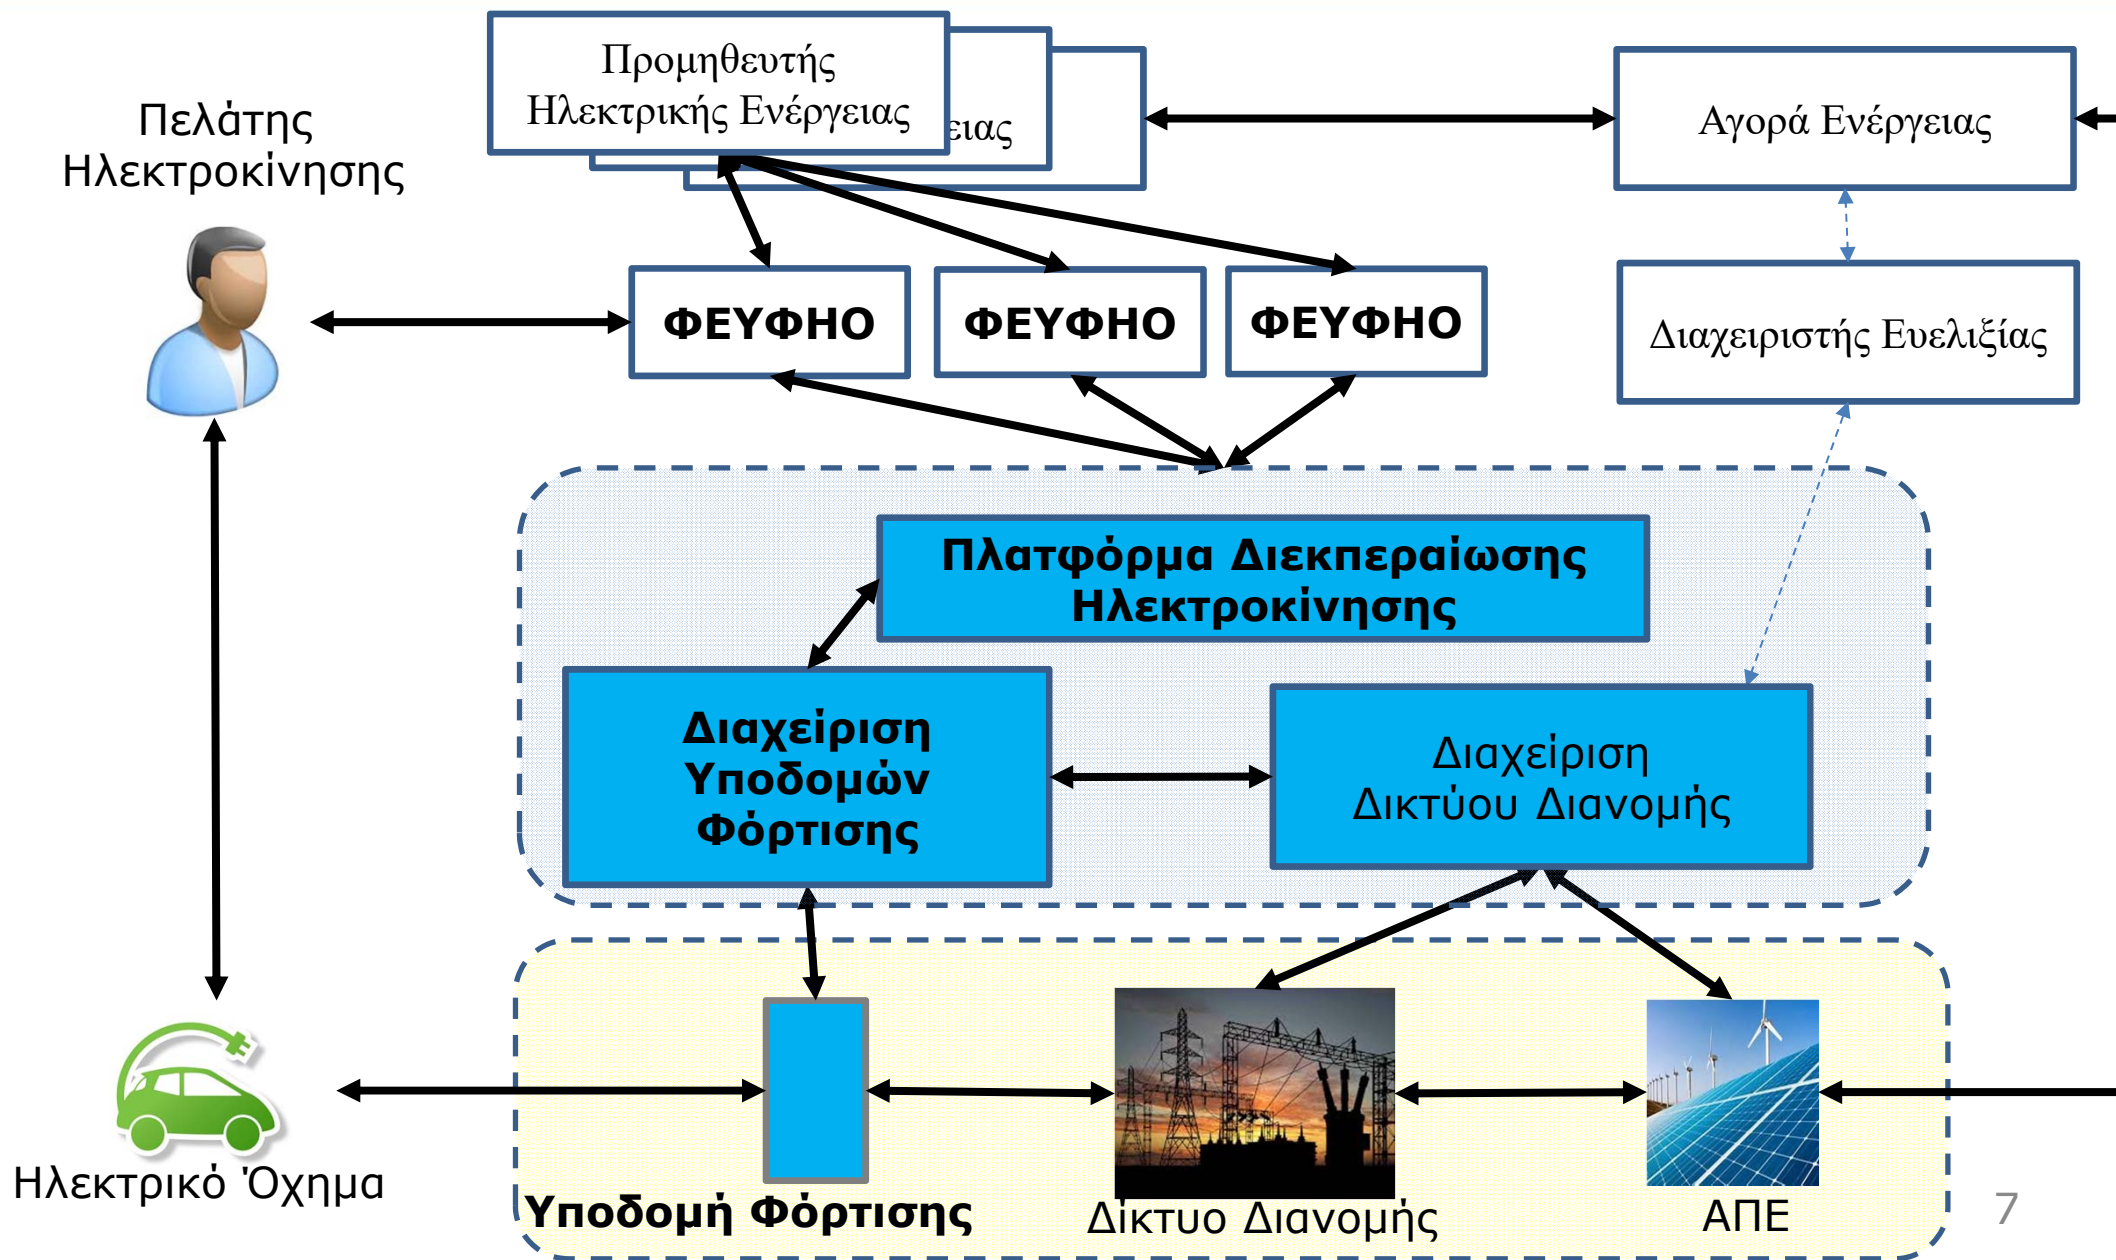 Προμηθευτής
Ηλεκτρικής Ενέργειας
ειας
Αγορά Ενέργειας
Πελάτης
Ηλεκτροκίνησης
ΦΕΥΦΗΟ
ΦΕΥΦΗΟ
ΦΕΥΦΗΟ
Διαχειριστής Ευελιξίας
Πλατφόρμα Διεκπεραίωσης
Ηλεκτροκίνησης
Διαχείριση
Υποδομών
Φόρτισης
Διαχείριση
Δικτύου Διανομής
Ηλεκτρικό Όχημα
Υποδομή Φόρτισης
Δίκτυο Διανομής
ΑΠΕ
7